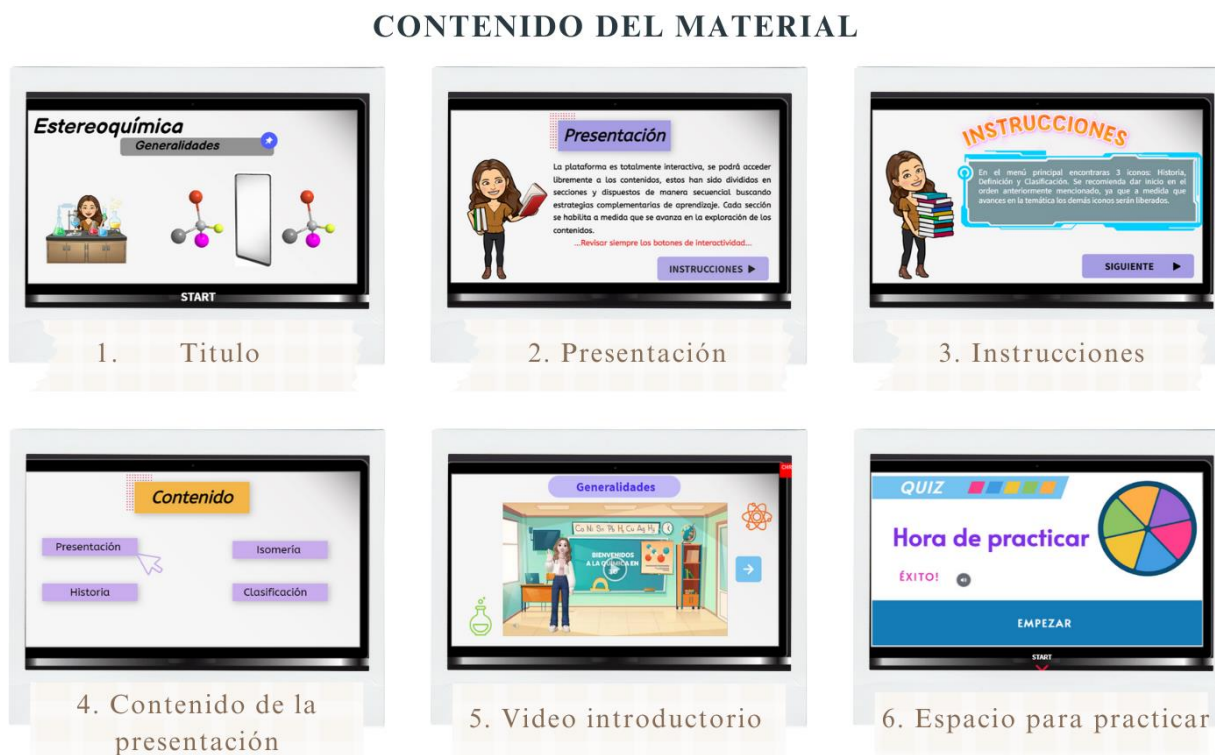 CONTENIDO DEL MATERIAL
Estereoquímica
Generalidades
START
1. Titulo
Presentación
La plataforma es totalmente interactiva, se podrá acceder
libremente a los contenidos, estos han sido divididos en
secciones y dispuestos de manera secuencial buscando
estrategias complementarias de aprendizaje. Cada sección
se habilita a medida que se avanza en la exploración de los
contenidos.
...Revisar siempre los botones de interactividad...
INSTRUCCIONES
2. Presentación
INSTRUCCIONES
En el menú principal encontraras 3 iconos: Historia,
Definición y Clasificación. Se recomienda dar inicio en el
orden anteriormente mencionado, ya que a medida que
avances en la temática los demás iconos serán liberados.
SIGUIENTE
3. Instrucciones
Contenido
Presentación
Isomería
Historia
Clasificación
4. Contenido de la
presentación
Generalidades
BIENVENIDOS
A LA QUÍMICA EN
5. Video introductorio
QUIZ
Hora de practicar
ÉXITO!
EMPEZAR
START
6. Espacio para practicar